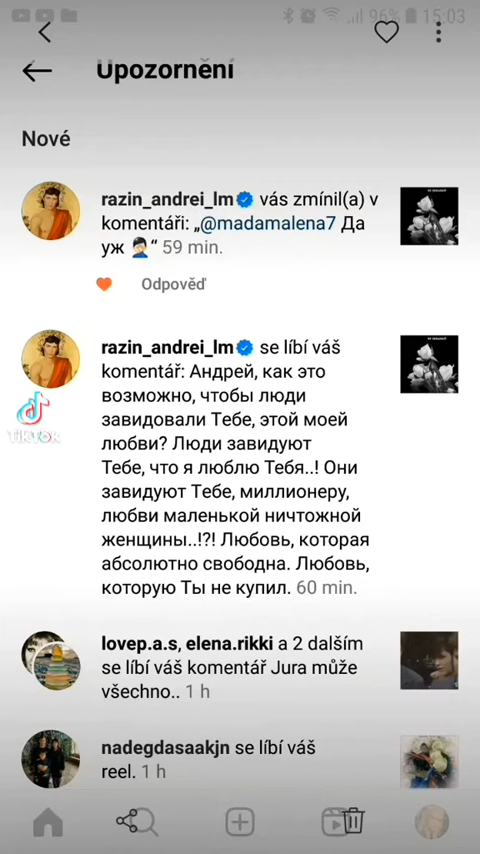 96% 15:03
Upozornění
Nové
razin_andrei_lm vás zmínil(a) v
komentáři: „@madamalena7 Да
уж 🤦🏻‍♂️“ 59 min.
Odpověď
razin_andrei_lm se líbí váš
komentář: Андрей, как это
возможно, чтобы люди
завидовали Тебе, этой моей
любви? Люди завидуют
Тебе, что я люблю Тебя..! Они
завидуют Тебе, миллионеру,
любви маленькой ничтожной
женщины..!?! Любовь, которая
абсолютно свободна. Любовь,
которую Ты не купил. 60 min.
TikTok
lovep.a.s, elena.rikki a 2 dalším
se líbí váš komentář Jura může
všechno.. 1 h
nadegdasaakjn se líbí váš
reel. 1 h